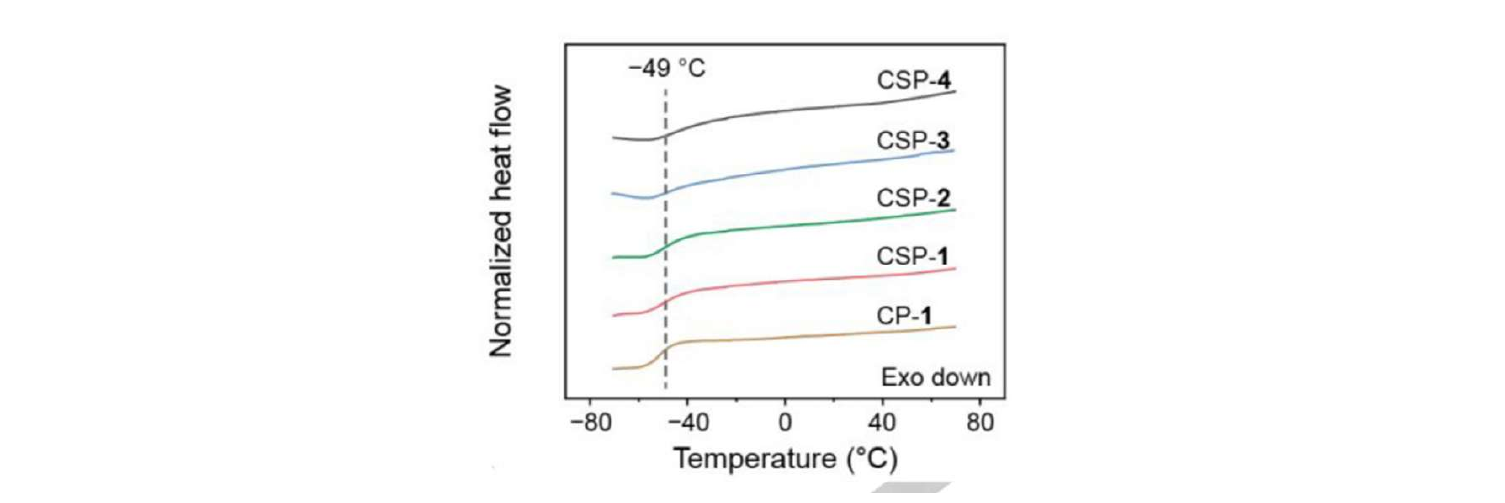 −49 °C
CSP-4
CSP-3
CSP-2
CSP-1
CP-1
Exo down
Normalized heat flow
−80 −40 0 40 80
Temperature (°C)